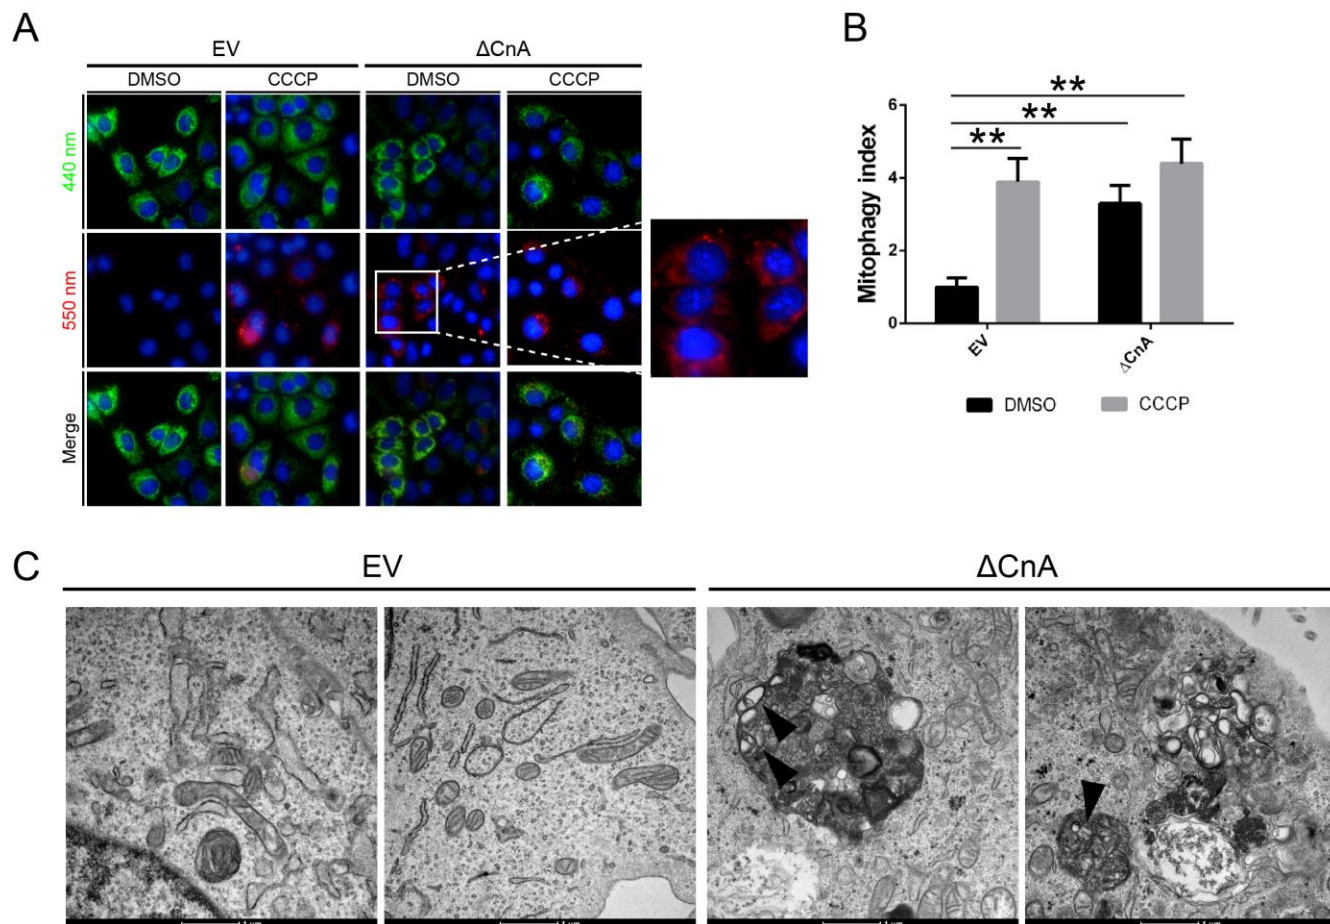 A
EV
ΔCnA
DMSO
CCCP
DMSO
CCCP
440 nm
550 nm
Merge
B
**
**
**
Mitophagy index
6
4
2
0
EV
ΔCnA
DMSO
CCCP
C
EV
ΔCnA